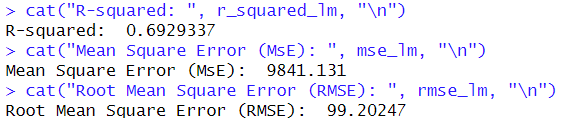 > cat("R-squared: ", r_squared_lm, "\n")
R-squared:  0.6929337
> cat("Mean Square Error (MsE): ", mse_lm, "\n")
Mean Square Error (MsE):  9841.131
> cat("Root Mean Square Error (RMSE): ", rmse_lm, "\n")
Root Mean Square Error (RMSE):  99.20247